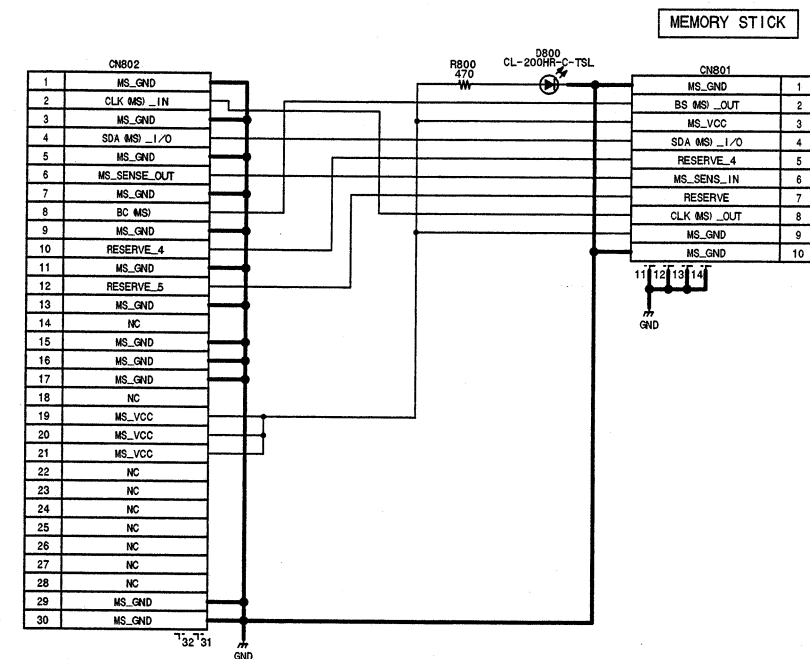 MEMORY STICK
CN802
1 MS_GND
2 CLK (MS) _IN
3 MS_GND
4 SDA (MS) _I/O
5 MS_GND
6 MS_SENSE_OUT
7 MS_GND
8 BC (MS)
9 MS_GND
10 RESERVE_4
11 MS_GND
12 RESERVE_5
13 MS_GND
14 NC
15 MS_GND
16 MS_GND
17 MS_GND
18 NC
19 MS_VCC
20 MS_VCC
21 MS_VCC
22 NC
23 NC
24 NC
25 NC
26 NC
27 NC
28 NC
29 MS_GND
30 MS_GND
32 31
GND
R800
470
D800
CL-200HR-C-TSL
CN801
MS_GND 1
BS (MS) _OUT 2
MS_VCC 3
SDA (MS) _I/O 4
RESERVE_4 5
MS_SENS_IN 6
RESERVE 7
CLK (MS) _OUT 8
MS_GND 9
MS_GND 10
11 12 13 14
GND